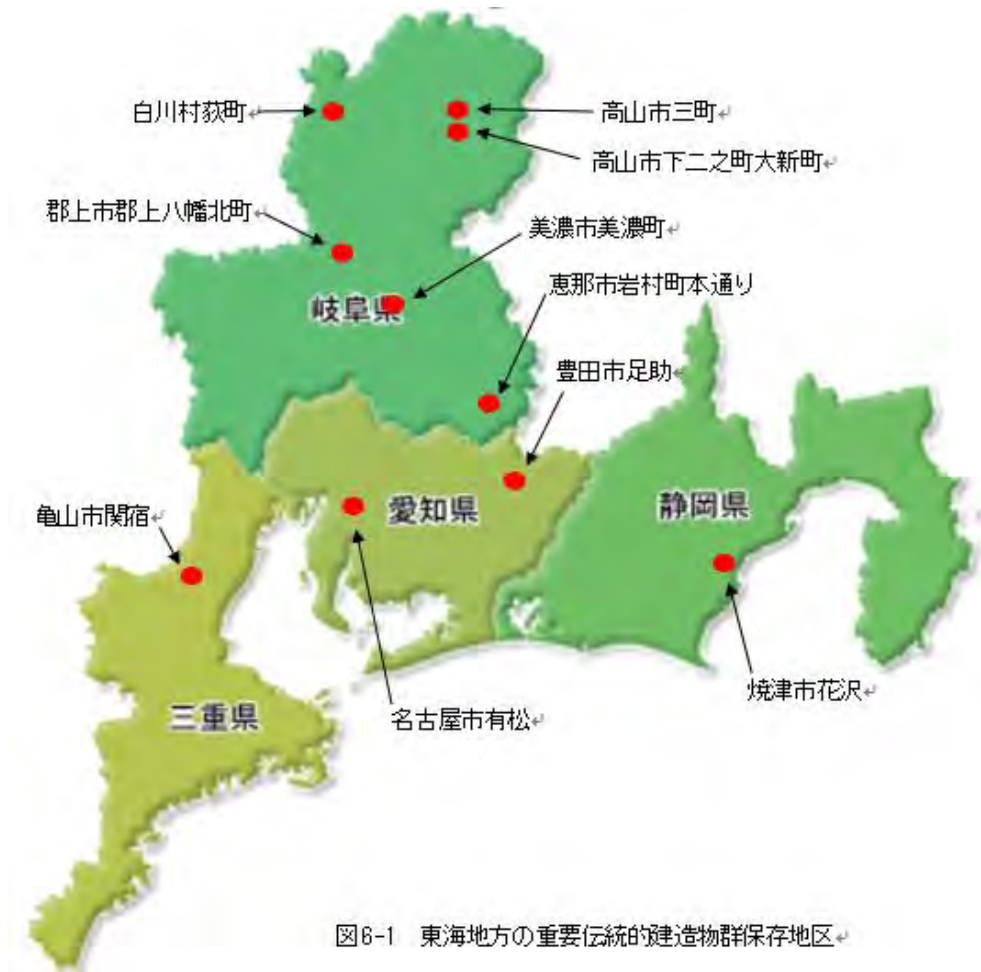 白川村荻町
高山市三町
高山市下二之町大新町
郡上市郡上八幡北町
美濃市美濃町
恵那市岩村町本通り
岐阜県
豊田市足助
愛知県
静岡県
亀山市関宿
三重県
名古屋市有松
焼津市花沢
図6-1 東海地方の重要伝統的建造物群保存地区